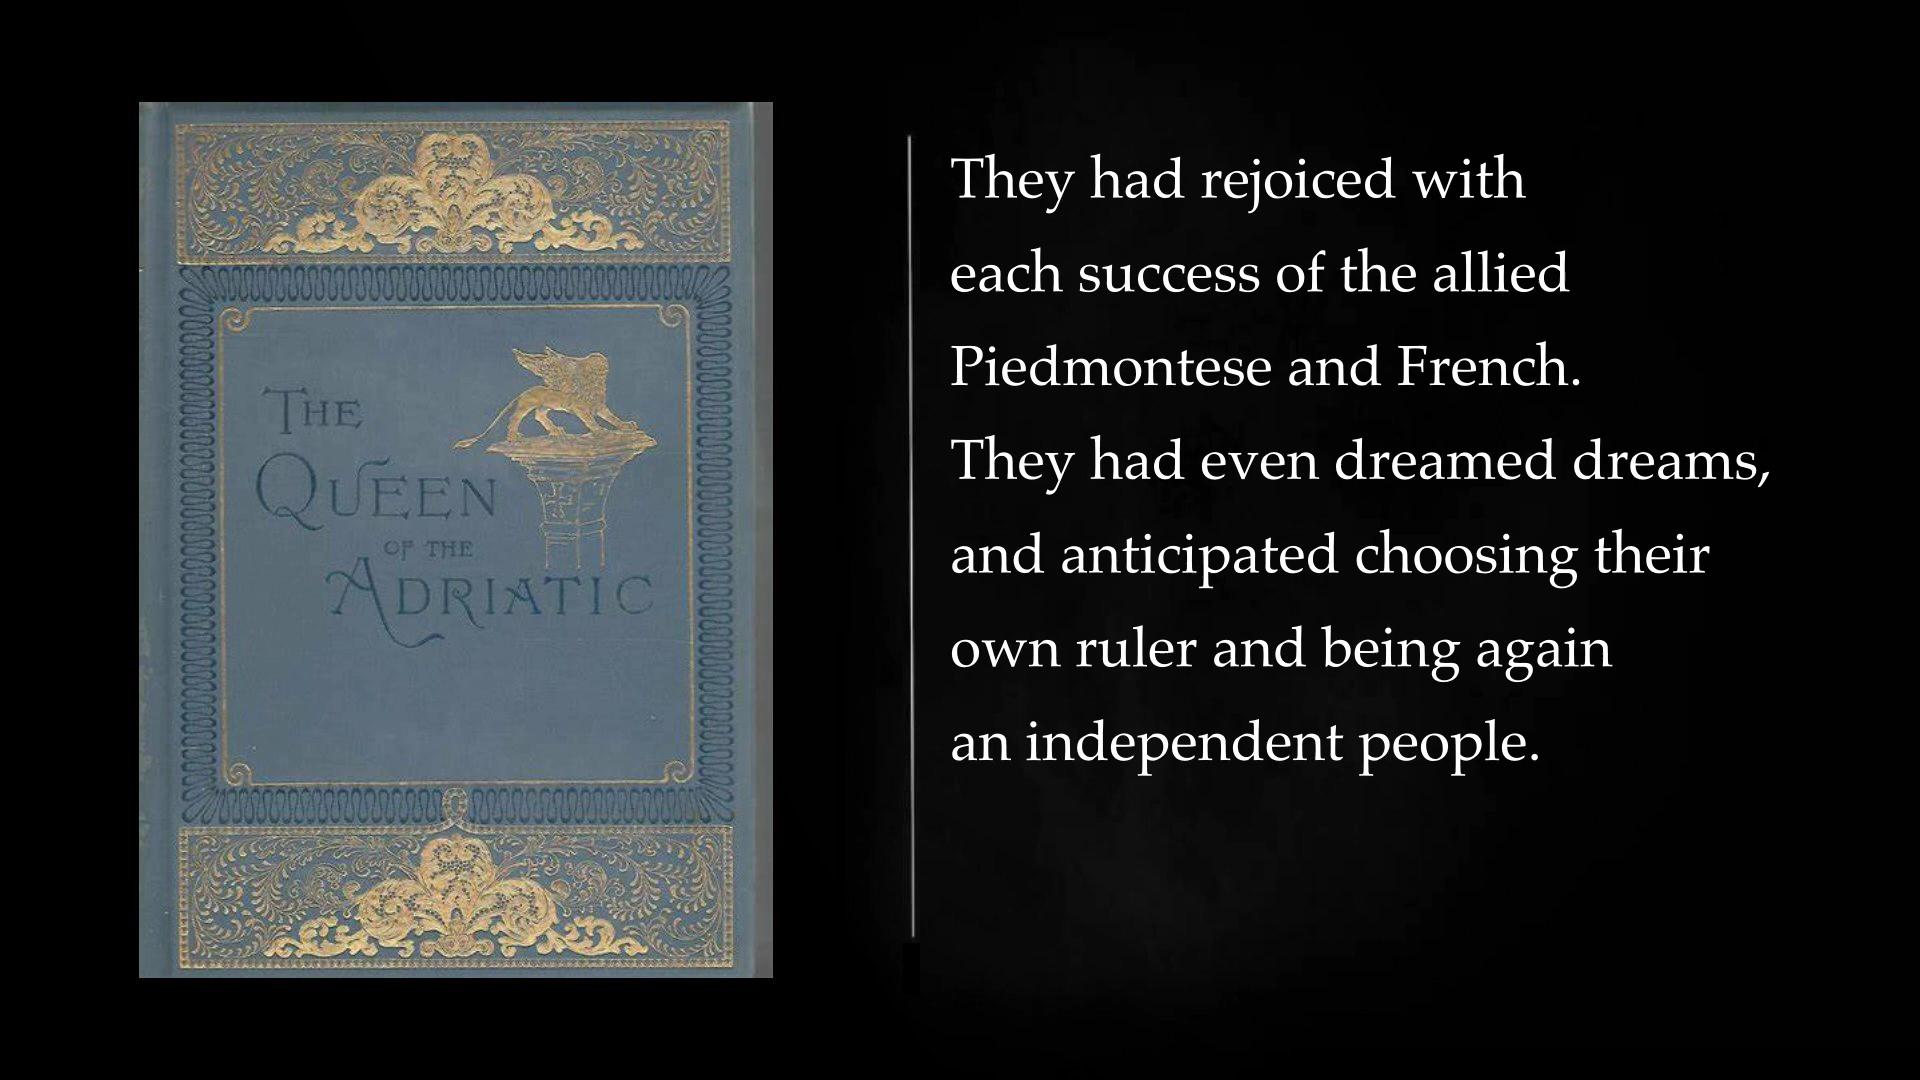 THE
QUEEN
OF THE
ADRIATIC
They had rejoiced with
each success of the allied
Piedmontese and French.
They had even dreamed dreams,
and anticipated choosing their
own ruler and being again
an independent people.